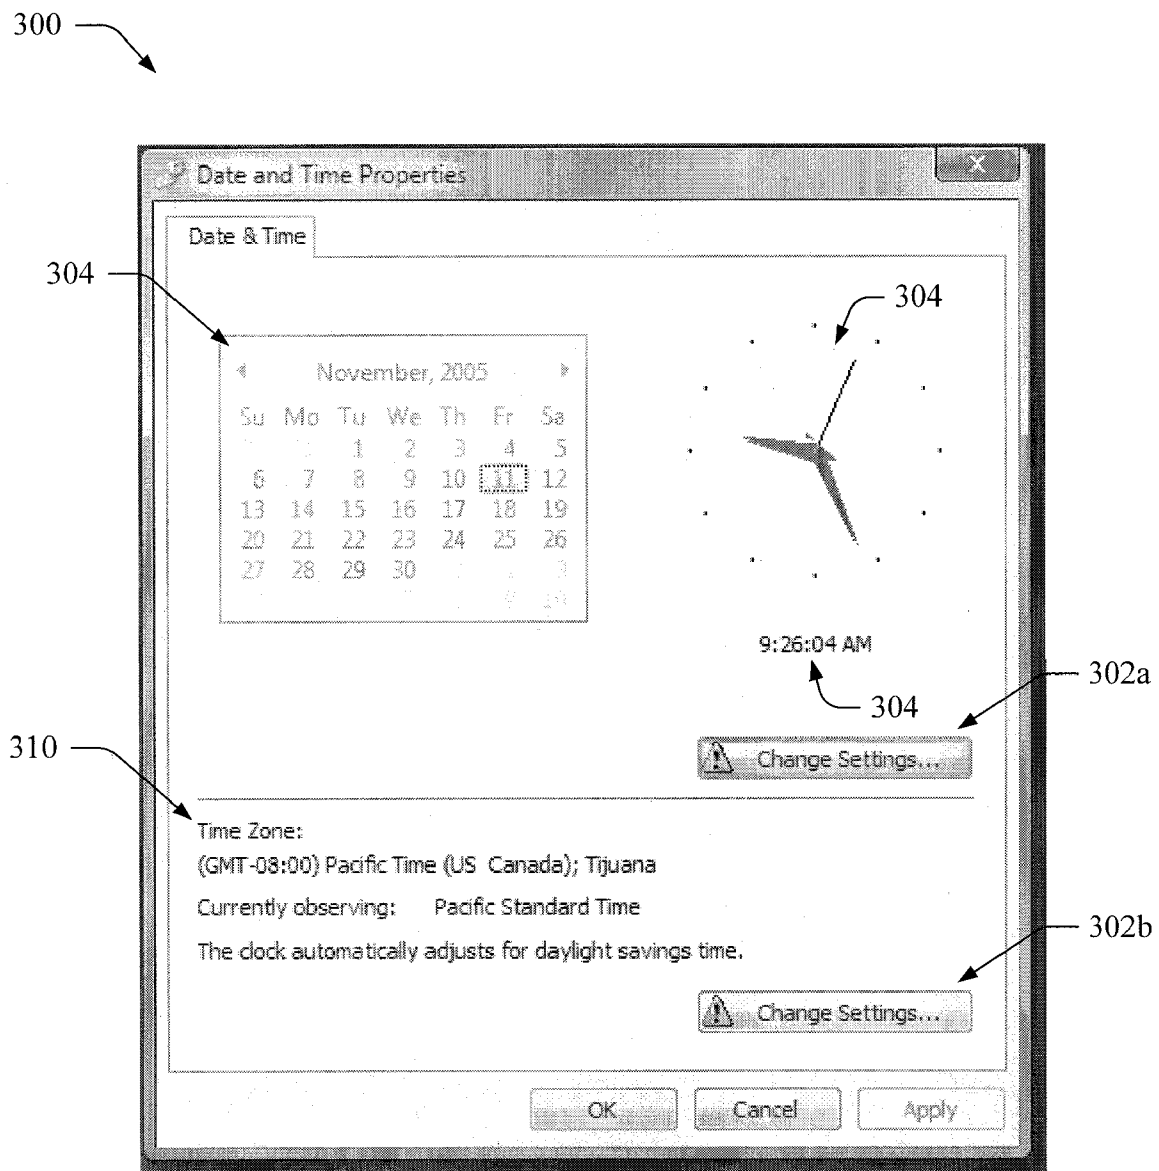 300
Date and Time Properties
X
Date & Time
304
304
November, 2005
Su Mo Tu We Th Fr Sa
1 2 3 4 5
6 7 8 9 10 11 12
13 14 15 16 17 18 19
20 21 22 23 24 25 26
27 28 29 30
9:26:04 AM
304
302a
Change Settings...
310
Time Zone:
(GMT-08:00) Pacific Time (US Canada); Tijuana
Currently observing: Pacific Standard Time
The clock automatically adjusts for daylight savings time.
302b
Change Settings...
OK Cancel Apply